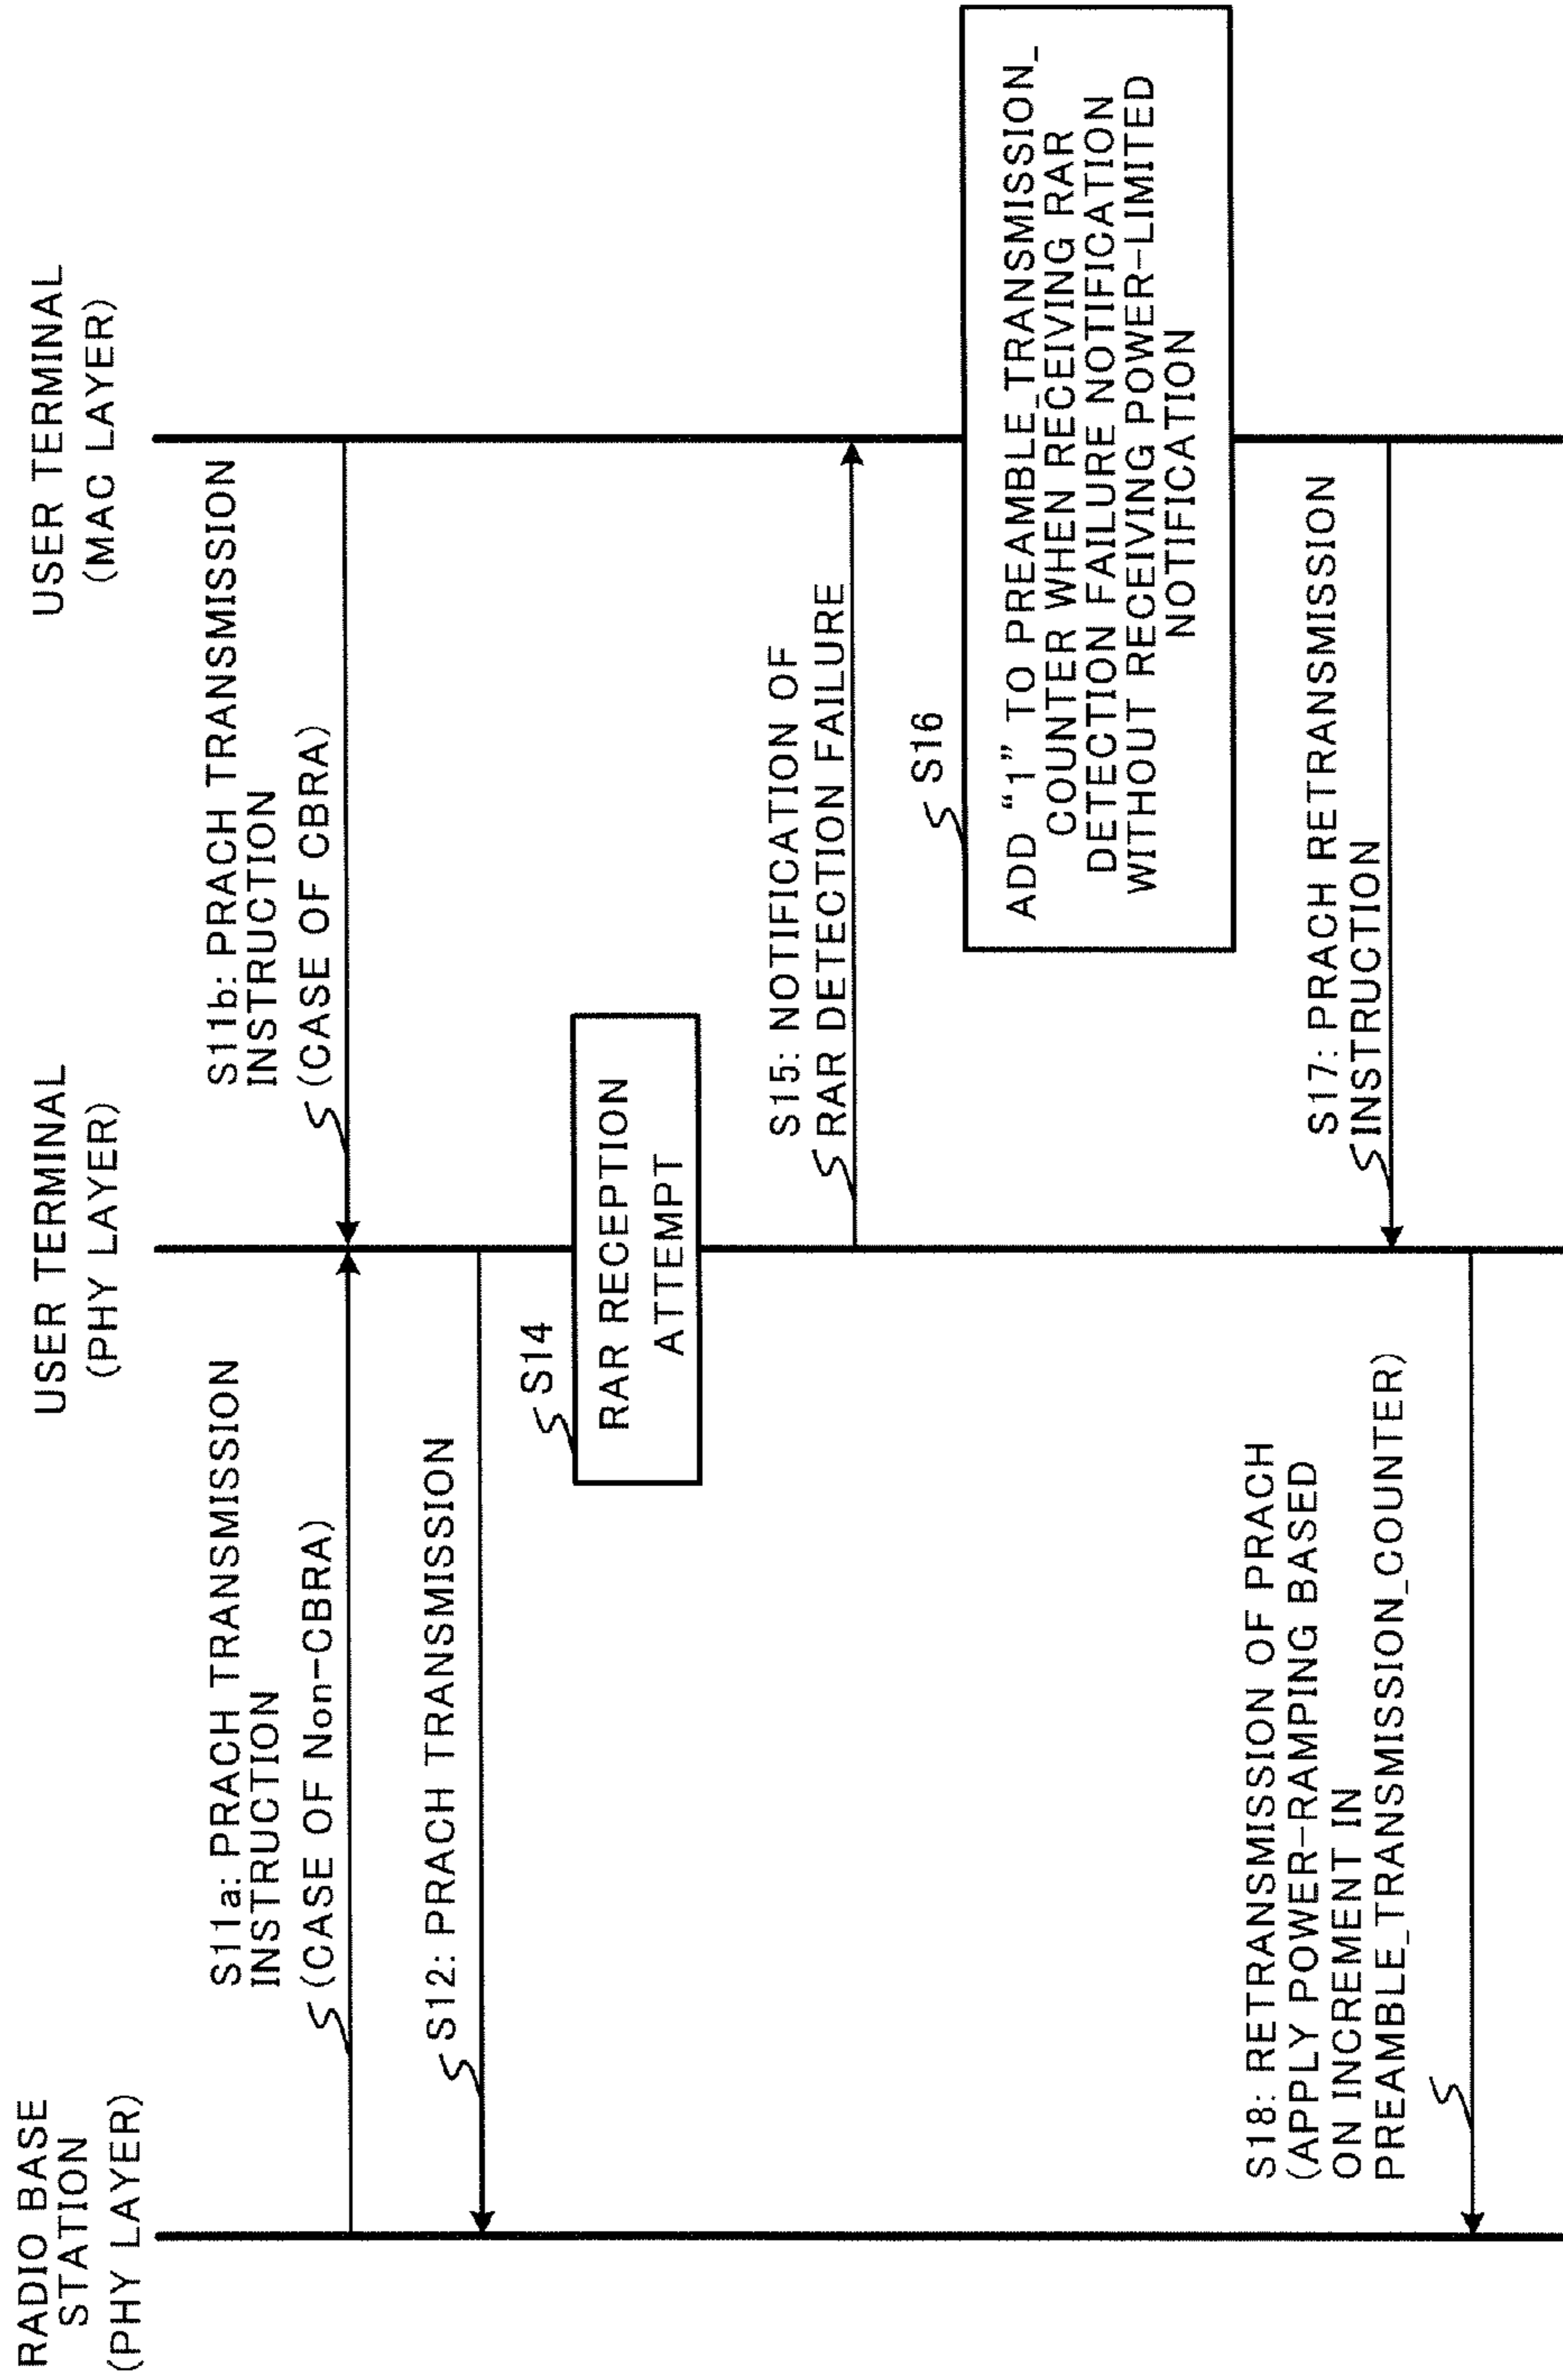 RADIO BASE
STATION
(PHY LAYER)
USER TERMINAL
(PHY LAYER)
USER TERMINAL
(MAC LAYER)
S11a: PRACH TRANSMISSION
INSTRUCTION
(CASE OF Non-CBRA)
S11b: PRACH TRANSMISSION
INSTRUCTION
(CASE OF CBRA)
S12: PRACH TRANSMISSION
S14
RAR RECEPTION
ATTEMPT
S15: NOTIFICATION OF
RAR DETECTION FAILURE
S16
ADD “1” TO PREAMBLE_TRANSMISSION_
COUNTER WHEN RECEIVING RAR
DETECTION FAILURE NOTIFICATION
WITHOUT RECEIVING POWER-LIMITED
NOTIFICATION
S17: PRACH RETRANSMISSION
INSTRUCTION
S18: RETRANSMISSION OF PRACH
(APPLY POWER-RAMPING BASED
ON INCREMENT IN
PREAMBLE_TRANSMISSION_COUNTER)